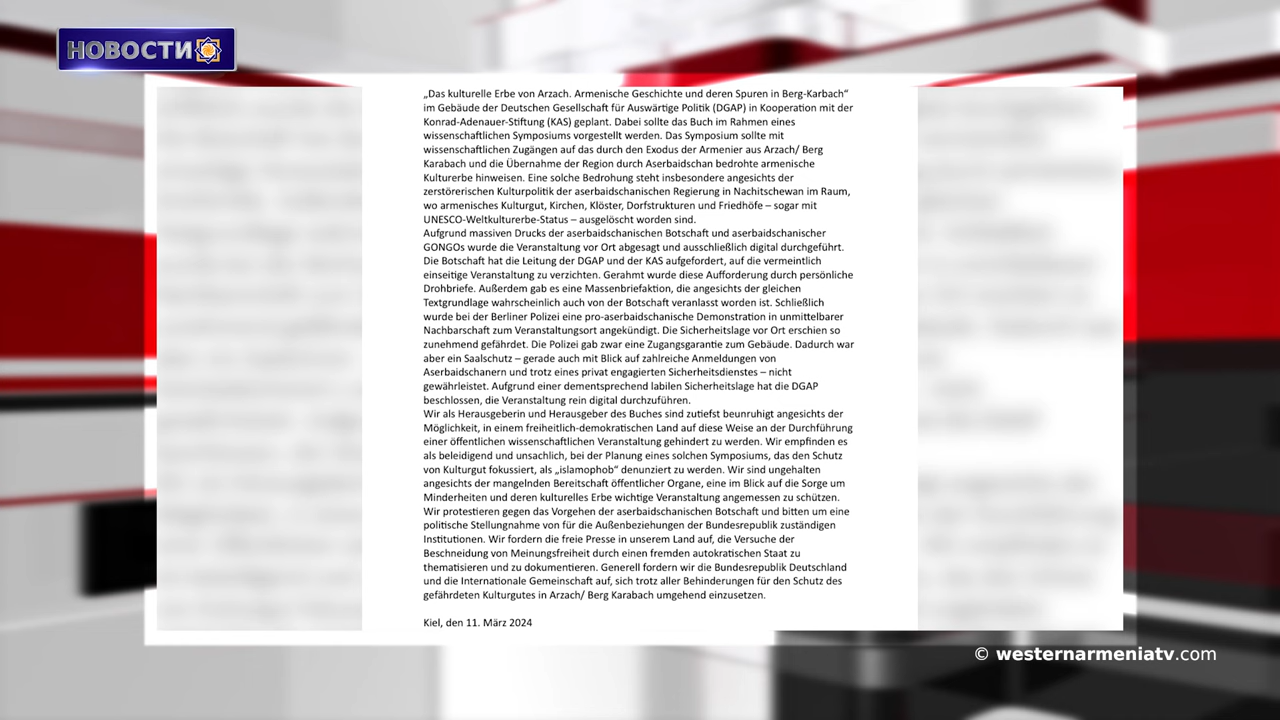 НОВОСТИ
„Das kulturelle Erbe von Arzach. Armenische Geschichte und deren Spuren in Berg-Karbach“
im Gebäude der Deutschen Gesellschaft für Auswärtige Politik (DGAP) in Kooperation mit der
Konrad-Adenauer-Stiftung (KAS) geplant. Dabei sollte das Buch im Rahmen eines
wissenschaftlichen Symposiums vorgestellt werden. Das Symposium sollte mit
wissenschaftlichen Zugängen auf das durch den Exodus der Armenier aus Arzach/ Berg
Karabach und die Übernahme der Region durch Aserbaidschan bedrohte armenische
Kulturerbe hinweisen. Eine solche Bedrohung steht insbesondere angesichts der
zerstörerischen Kulturpolitik der aserbaidschanischen Regierung in Nachitschewan im Raum,
wo armenisches Kulturgut, Kirchen, Klöster, Dorfstrukturen und Friedhöfe – sogar mit
UNESCO-Weltkulturerbe-Status – ausgelöscht worden sind.
Aufgrund massiven Drucks der aserbaidschanischen Botschaft und aserbaidschanischer
GONGOs wurde die Veranstaltung vor Ort abgesagt und ausschließlich digital durchgeführt.
Die Botschaft hat die Leitung der DGAP und der KAS aufgefordert, auf die vermeintlich
einseitige Veranstaltung zu verzichten. Gerahmt wurde diese Aufforderung durch persönliche
Drohbriefe. Außerdem gab es eine Massenbriefaktion, die angesichts der gleichen
Textgrundlage wahrscheinlich auch von der Botschaft veranlasst worden ist. Schließlich
wurde bei der Berliner Polizei eine pro-aserbaidschanische Demonstration in unmittelbarer
Nachbarschaft zum Veranstaltungsort angekündigt. Die Sicherheitslage vor Ort erschien so
zunehmend gefährdet. Die Polizei gab zwar eine Zugangsgarantie zum Gebäude. Dadurch war
aber ein Saalschutz – gerade auch mit Blick auf zahlreiche Anmeldungen von
Aserbaidschanern und trotz eines privat engagierten Sicherheitsdienstes – nicht
gewährleistet. Aufgrund einer dementsprechend labilen Sicherheitslage hat die DGAP
beschlossen, die Veranstaltung rein digital durchzuführen.
Wir als Herausgeberin und Herausgeber des Buches sind zutiefst beunruhigt angesichts der
Möglichkeit, in einem freiheitlich-demokratischen Land auf diese Weise an der Durchführung
einer öffentlichen wissenschaftlichen Veranstaltung gehindert zu werden. Wir empfinden es
als beleidigend und unsachlich, bei der Planung eines solchen Symposiums, das den Schutz
von Kulturgut fokussiert, als „islamophob“ denunziert zu werden. Wir sind ungehalten
angesichts der mangelnden Bereitschaft öffentlicher Organe, eine im Blick auf die Sorge um
Minderheiten und deren kulturelles Erbe wichtige Veranstaltung angemessen zu schützen.
Wir protestieren gegen das Vorgehen der aserbaidschanischen Botschaft und bitten um eine
politische Stellungnahme von für die Außenbeziehungen der Bundesrepublik zuständigen
Institutionen. Wir fordern die freie Presse in unserem Land auf, die Versuche der
Beschneidung von Meinungsfreiheit durch einen fremden autokratischen Staat zu
thematisieren und zu dokumentieren. Generell fordern wir die Bundesrepublik Deutschland
und die Internationale Gemeinschaft auf, sich trotz aller Behinderungen für den Schutz des
gefährdeten Kulturgutes in Arzach/ Berg Karabach umgehend einzusetzen.
Kiel, den 11. März 2024
© westernarmeniatv.com